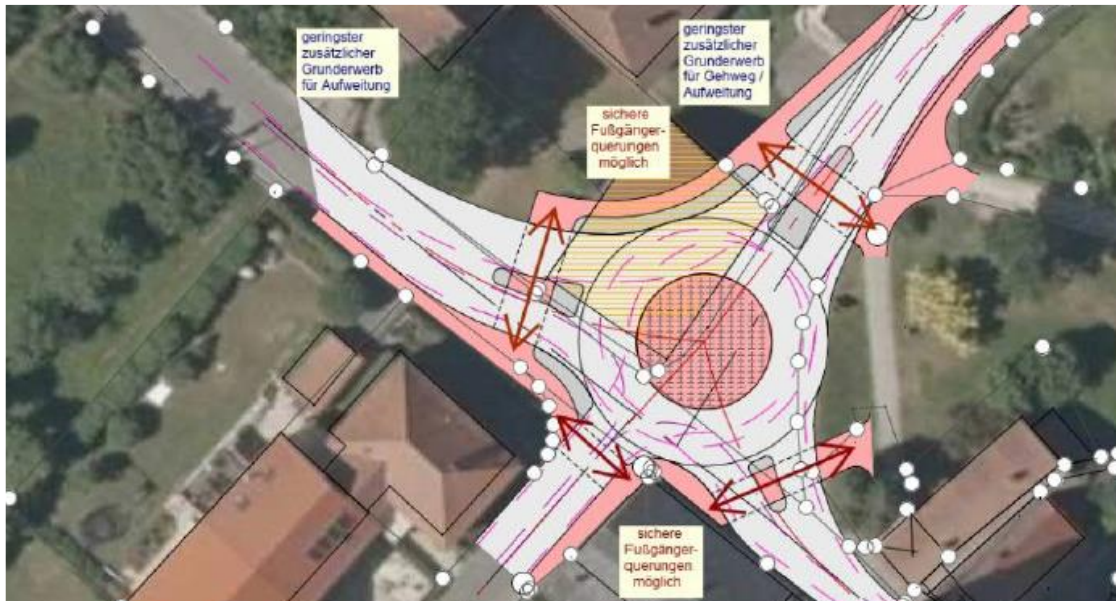 geringster
zusätzlicher
Grunderwerb
für Aufweitung
geringster
zusätzlicher
Grunderwerb
für Gehweg /
Aufweitung
sichere
Fußgänger-
querungen
möglich
sichere
Fußgänger-
querungen
möglich